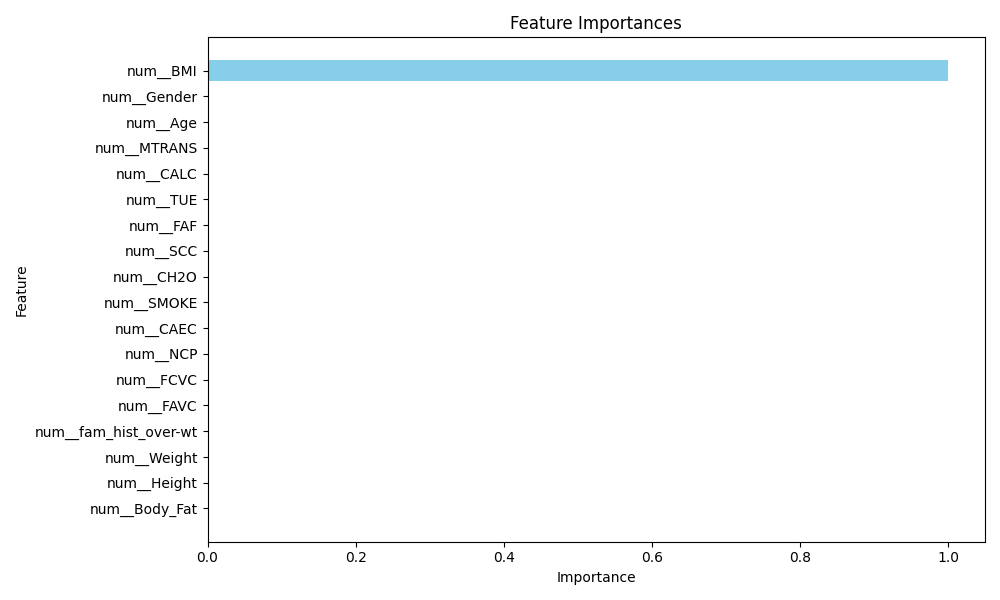 Feature Importances
num__BMI
num__Gender
num__Age
num__MTRANS
num__CALC
num__TUE
num__FAF
num__SCC
num__CH2O
num__SMOKE
num__CAEC
num__NCP
num__FCVC
num__FAVC
num__fam_hist_over-wt
num__Weight
num__Height
num__Body_Fat
Feature
0.0 0.2 0.4 0.6 0.8 1.0
Importance